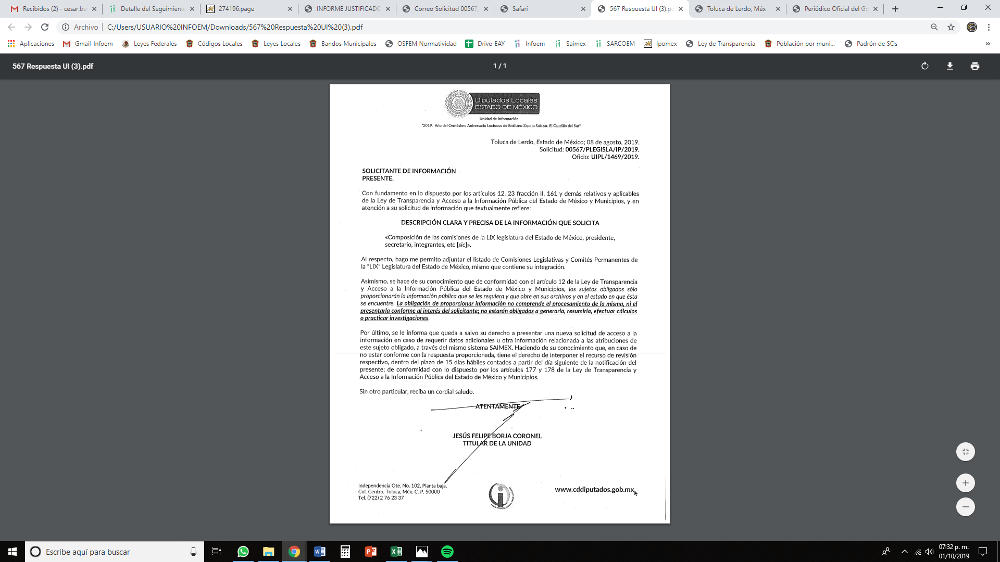 Recibidos (2) - cesar.be
Detalle del Seguimiento
274196.page
INFORME JUSTIFICADO
Correo Solicitud 00567
Safari
567 Respuesta UI (3).pd
Toluca de Lerdo, Méx
Periódico Oficial del Go
Archivo
C:/Users/USUARIO%20INFOEM/Downloads/567%20Respuesta%20UI%20(3).pdf
Aplicaciones
Gmail-Infoem
Leyes Federales
Códigos Locales
Leyes Locales
Bandos Municipales
OSFEM Normatividad
Drive-EAY
Infoem
Saimex
SARCOEM
Ipomex
Ley de Transparencia
Población por muni...
Padrón de SOs
»
567 Respuesta UI (3).pdf
1 / 1
Diputados Locales
ESTADO DE MÉXICO
Unidad de Información
"2019. Año del Centésimo Aniversario Luctuoso de Emiliano Zapata Salazar. El Caudillo del Sur".
Toluca de Lerdo, Estado de México; 08 de agosto, 2019.
Solicitud: 00567/PLEGISLA/IP/2019.
Oficio: UIPL/1469/2019.
SOLICITANTE DE INFORMACIÓN
PRESENTE.
Con fundamento en lo dispuesto por los artículos 12, 23 fracción II, 161 y demás relativos y aplicables
de la Ley de Transparencia y Acceso a la Información Pública del Estado de México y Municipios, y en
atención a su solicitud de información que textualmente refiere:
DESCRIPCIÓN CLARA Y PRECISA DE LA INFORMACIÓN QUE SOLICITA
«Composición de las comisiones de la LIX legislatura del Estado de México, presidente,
secretario, integrantes, etc [sic]».
Al respecto, hago me permito adjuntar el listado de Comisiones Legislativas y Comités Permanentes de
la "LIX" Legislatura del Estado de México, mismo que contiene su integración.
Asimismo, se hace de su conocimiento que de conformidad con el artículo 12 de la Ley de Transparencia
y Acceso a la Información Pública del Estado de México y Municipios, los sujetos obligados sólo
proporcionarán la información pública que se les requiera y que obre en sus archivos y en el estado en que ésta
se encuentre. La obligación de proporcionar información no comprende el procesamiento de la misma, ni el
presentarla conforme al interés del solicitante; no estarán obligados a generarla, resumirla, efectuar cálculos
o practicar investigaciones.
Por último, se le informa que queda a salvo su derecho a presentar una nueva solicitud de acceso a la
información en caso de requerir datos adicionales u otra información relacionada a las atribuciones de
este sujeto obligado, a través del mismo sistema SAIMEX. Haciendo de su conocimiento que, en caso de
no estar conforme con la respuesta proporcionada, tiene el derecho de interponer el recurso de revisión
respectivo, dentro del plazo de 15 días hábiles contados a partir del día siguiente de la notificación del
presente; de conformidad con lo dispuesto por los artículos 177 y 178 de la Ley de Transparencia y
Acceso a la Información Pública del Estado de México y Municipios.
Sin otro particular, reciba un cordial saludo.
ATENTAMENTE
JESÚS FELIPE BORJA CORONEL
TITULAR DE LA UNIDAD
Independencia Ote. No. 102, Planta baja,
Col. Centro. Toluca, Méx. C. P. 50000
Tel. (722) 2 76 23 37
www.cddiputados.gob.mx
Escribe aquí para buscar
07:32 p. m.
01/10/2019